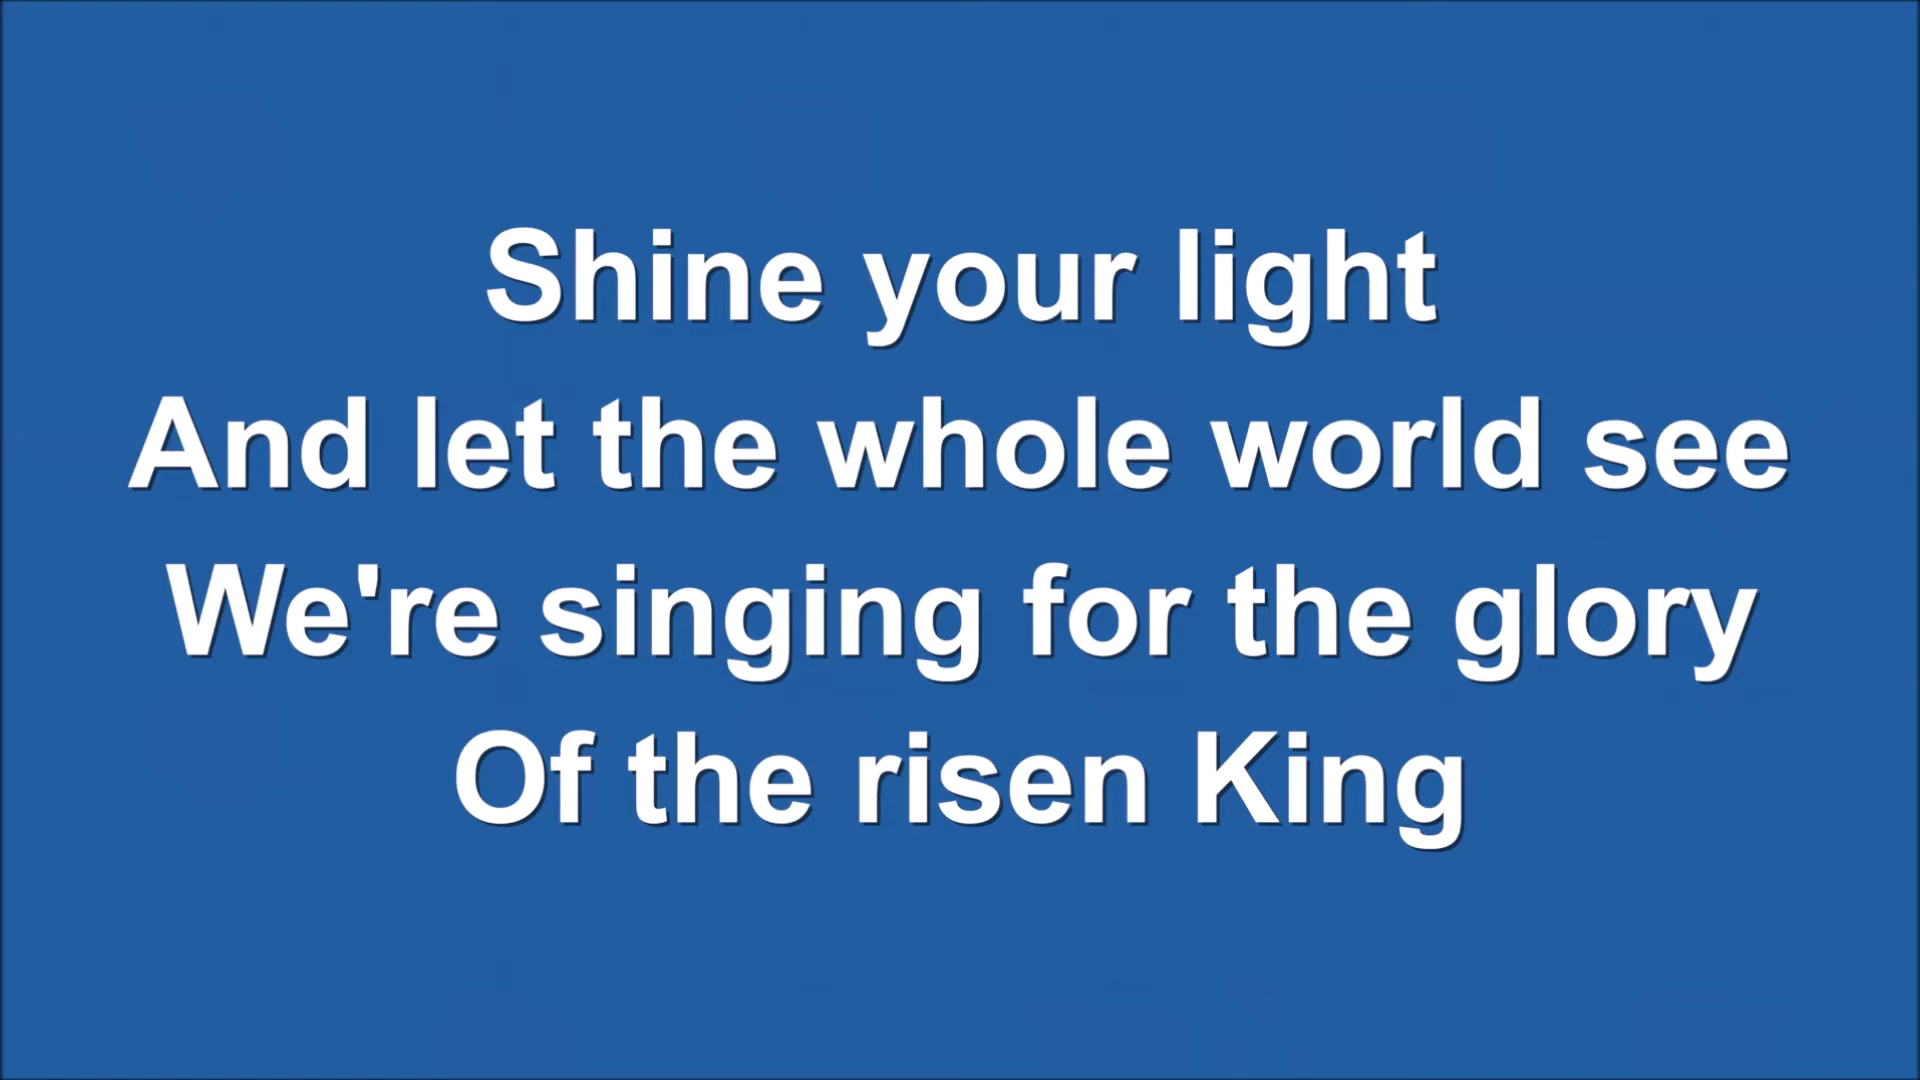 Shine your light
And let the whole world see
We're singing for the glory
Of the risen King